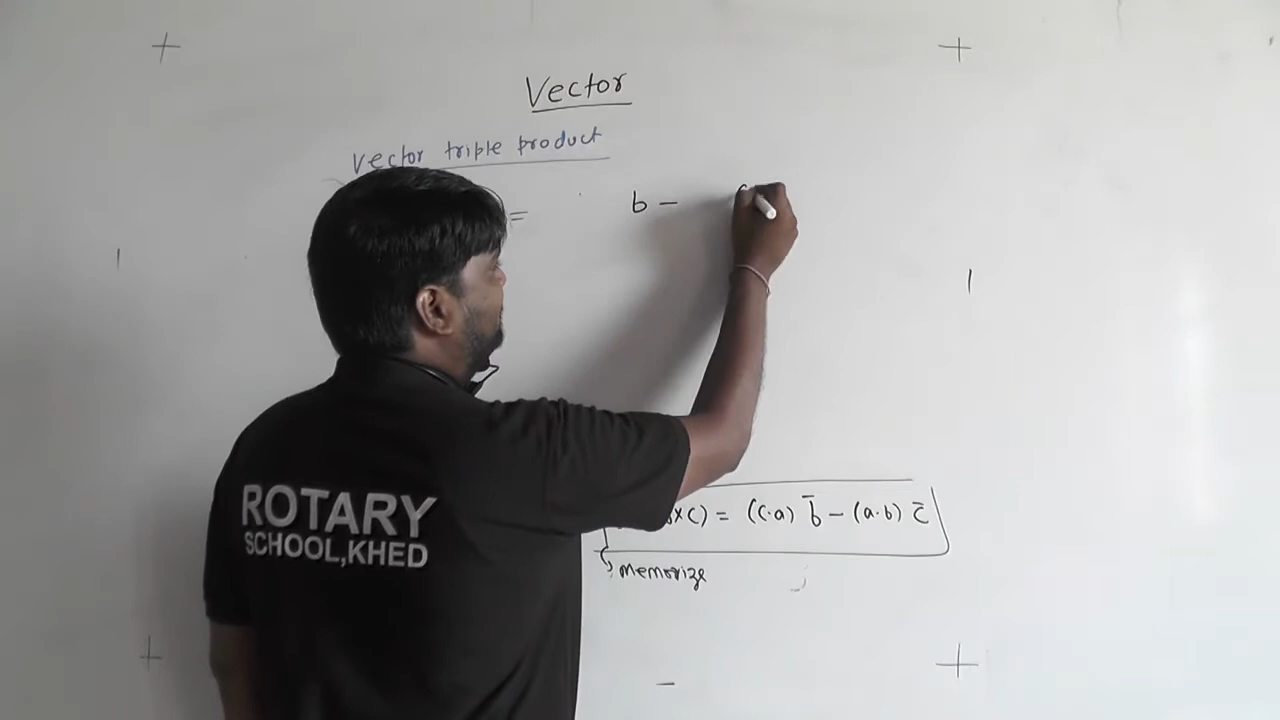 Vector
Vector triple product
= b –
×c) = (c·a) b̄ – (a·b) c̄
memorize
ROTARY
SCHOOL,KHED